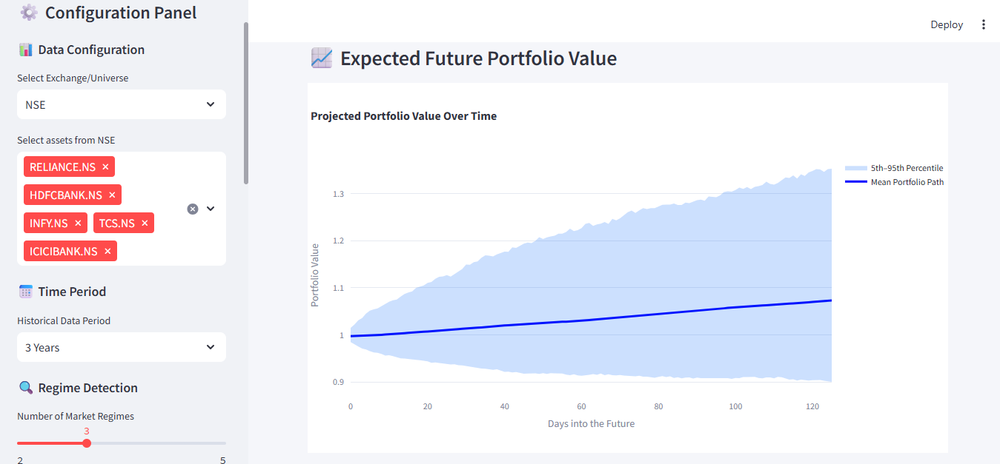 Configuration Panel
Data Configuration
Select Exchange/Universe
NSE
Select assets from NSE
RELIANCE.NS ×
HDFCBANK.NS ×
INFY.NS × TCS.NS ×
ICICIBANK.NS ×
Time Period
Historical Data Period
3 Years
Regime Detection
Number of Market Regimes
3
2 5
Deploy
Expected Future Portfolio Value
Projected Portfolio Value Over Time
5th–95th Percentile
Mean Portfolio Path
Portfolio Value
1.3
1.2
1.1
1
0.9
0 20 40 60 80 100 120
Days into the Future